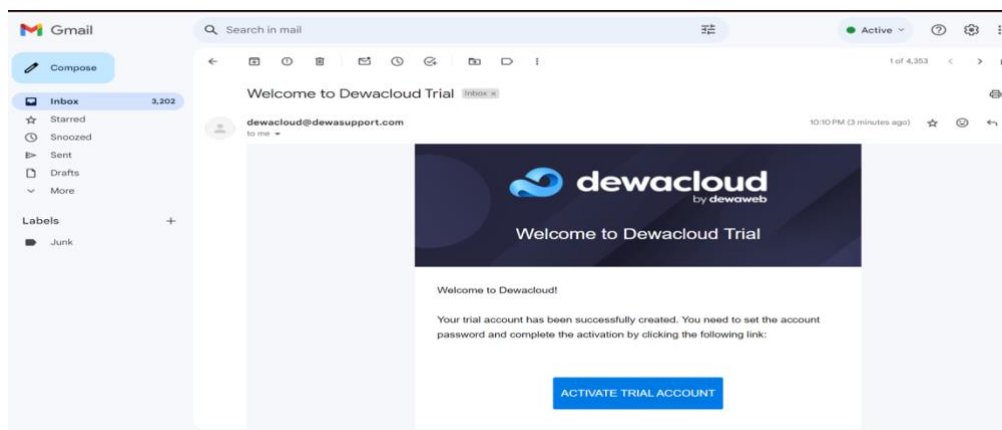 Gmail
Search in mail
Active
Compose
1 of 4,353
Inbox 3,202
Starred
Snoozed
Sent
Drafts
More
Labels +
Junk
Welcome to Dewacloud Trial Inbox x
dewacloud@dewasupport.com 10:10 PM (3 minutes ago)
to me
dewacloud
by dewaweb
Welcome to Dewacloud Trial
Welcome to Dewacloud!
Your trial account has been successfully created. You need to set the account
password and complete the activation by clicking the following link:
ACTIVATE TRIAL ACCOUNT